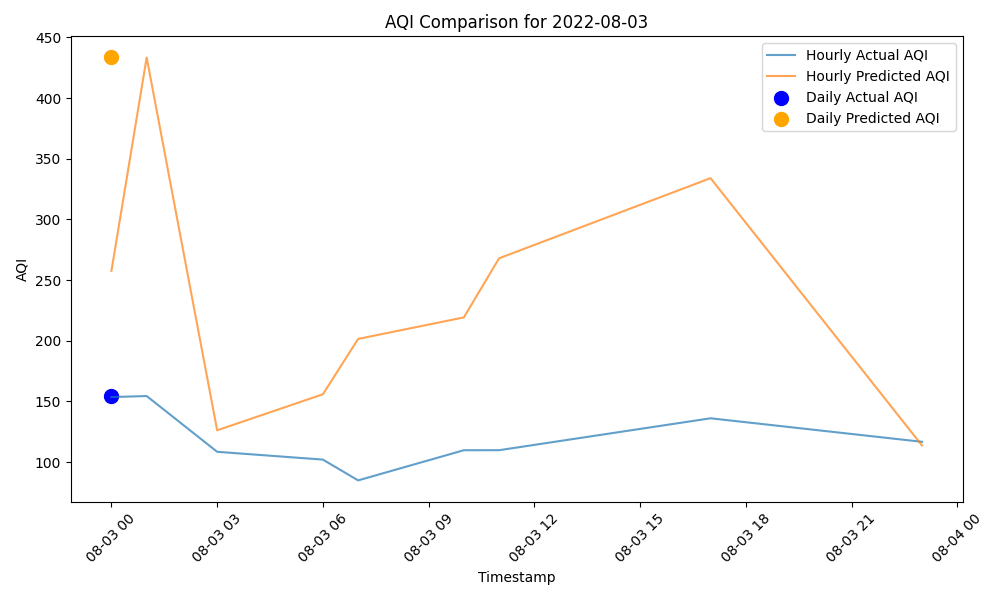 AQI Comparison for 2022-08-03
Hourly Actual AQI
Hourly Predicted AQI
Daily Actual AQI
Daily Predicted AQI
AQI
450
400
350
300
250
200
150
100
08-03 00
08-03 03
08-03 06
08-03 09
08-03 12
08-03 15
08-03 18
08-03 21
08-04 00
Timestamp